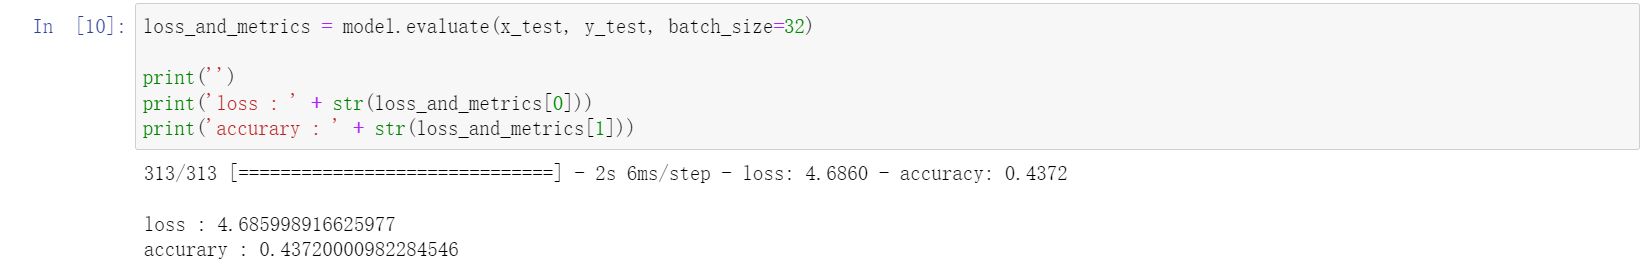 In [10]: loss_and_metrics = model.evaluate(x_test, y_test, batch_size=32)
print('')
print('loss : ' + str(loss_and_metrics[0]))
print('accurary : ' + str(loss_and_metrics[1]))
313/313 [==============================] - 2s 6ms/step - loss: 4.6860 - accuracy: 0.4372
loss : 4.685998916625977
accurary : 0.43720000982284546